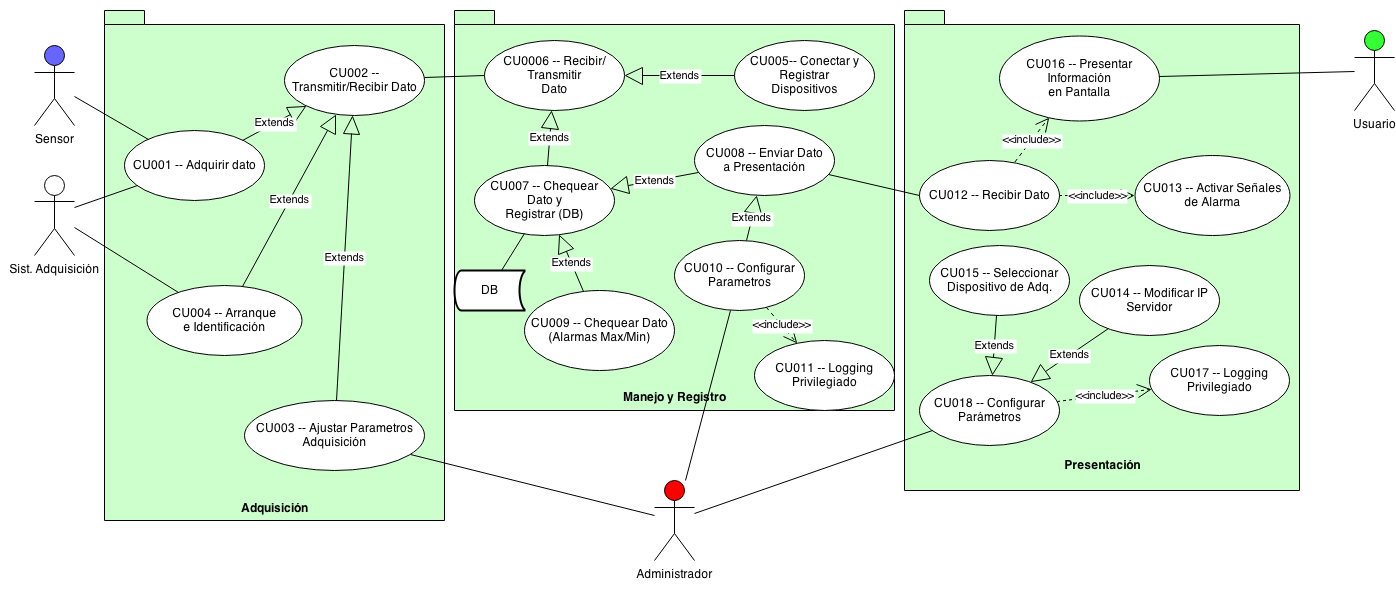 Sensor
Sist. Adquisición
CU001 -- Adquirir dato
CU002 --
Transmitir/Recibir Dato
Extends
Extends
Extends
CU004 -- Arranque
e Identificación
CU003 -- Ajustar Parametros
Adquisición
Adquisición
CU0006 -- Recibir/
Transmitir
Dato
Extends
CU005-- Conectar y
Registrar
Dispositivos
Extends
CU007 -- Chequear
Dato y
Registrar (DB)
Extends
CU008 -- Enviar Dato
a Presentación
Extends
DB
Extends
CU009 -- Chequear Dato
(Alarmas Max/Min)
CU010 -- Configurar
Parametros
<<include>>
CU011 -- Logging
Privilegiado
Manejo y Registro
CU016 -- Presentar
Información
en Pantalla
<<include>>
CU012 -- Recibir Dato
<<include>>
CU013 -- Activar Señales
de Alarma
CU015 -- Seleccionar
Dispositivo de Adq.
CU014 -- Modificar IP
Servidor
Extends
Extends
CU018 -- Configurar
Parámetros
<<include>>
CU017 -- Logging
Privilegiado
Presentación
Usuario
Administrador